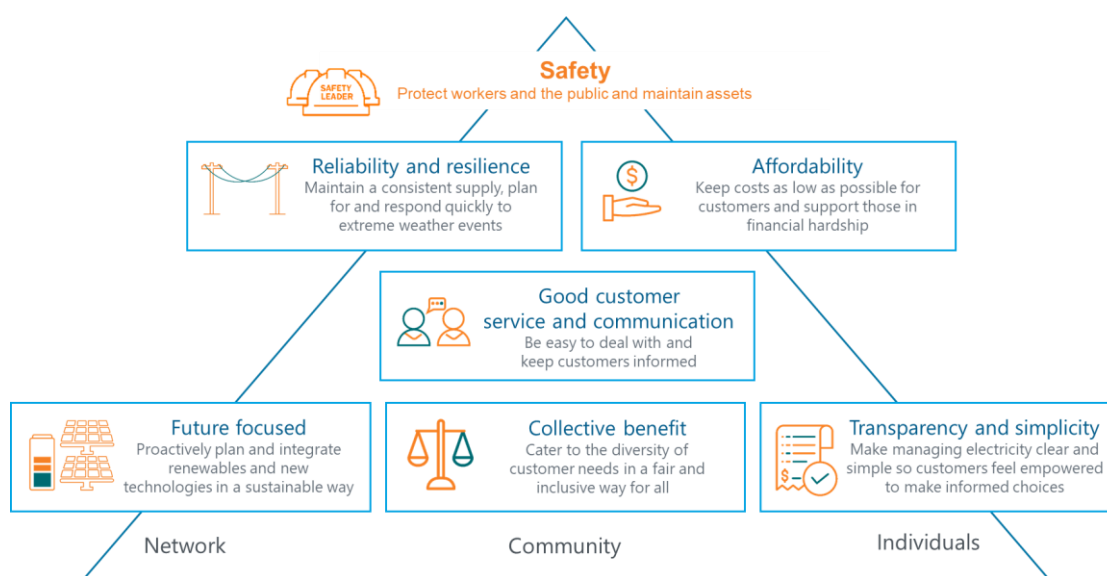 Safety
SAFETY
LEADER
Protect workers and the public and maintain assets
Reliability and resilience
Maintain a consistent supply, plan
for and respond quickly to
extreme weather events
$
Affordability
Keep costs as low as possible for
customers and support those in
financial hardship
Good customer
service and communication
Be easy to deal with and
keep customers informed
Future focused
Proactively plan and integrate
renewables and new
technologies in a sustainable way
Collective benefit
Cater to the diversity of
customer needs in a fair and
inclusive way for all
$
Transparency and simplicity
Make managing electricity clear and
simple so customers feel empowered
to make informed choices
Network
Community
Individuals